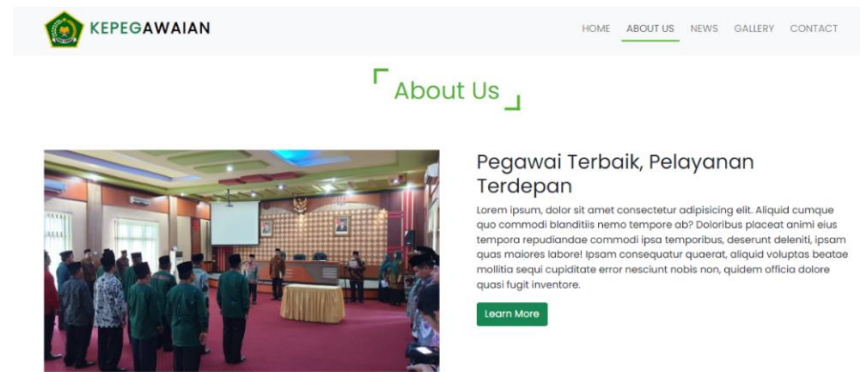 KEPEGAWAIAN
HOME ABOUT US NEWS GALLERY CONTACT
About Us
Pegawai Terbaik, Pelayanan
Terdepan
Lorem ipsum, dolor sit amet consectetur adipisicing elit. Aliquid cumque
quo commodi blanditiis nemo tempore ab? Doloribus placeat animi eius
tempora repudiandae commodi ipsa temporibus, deserunt deleniti, ipsam
quas maiores labore! Ipsam consequatur quaerat, aliquid voluptas beatae
mollitia sequi cupiditate error nesciunt nobis non, quidem officia dolore
quasi fugit inventore.
Learn More